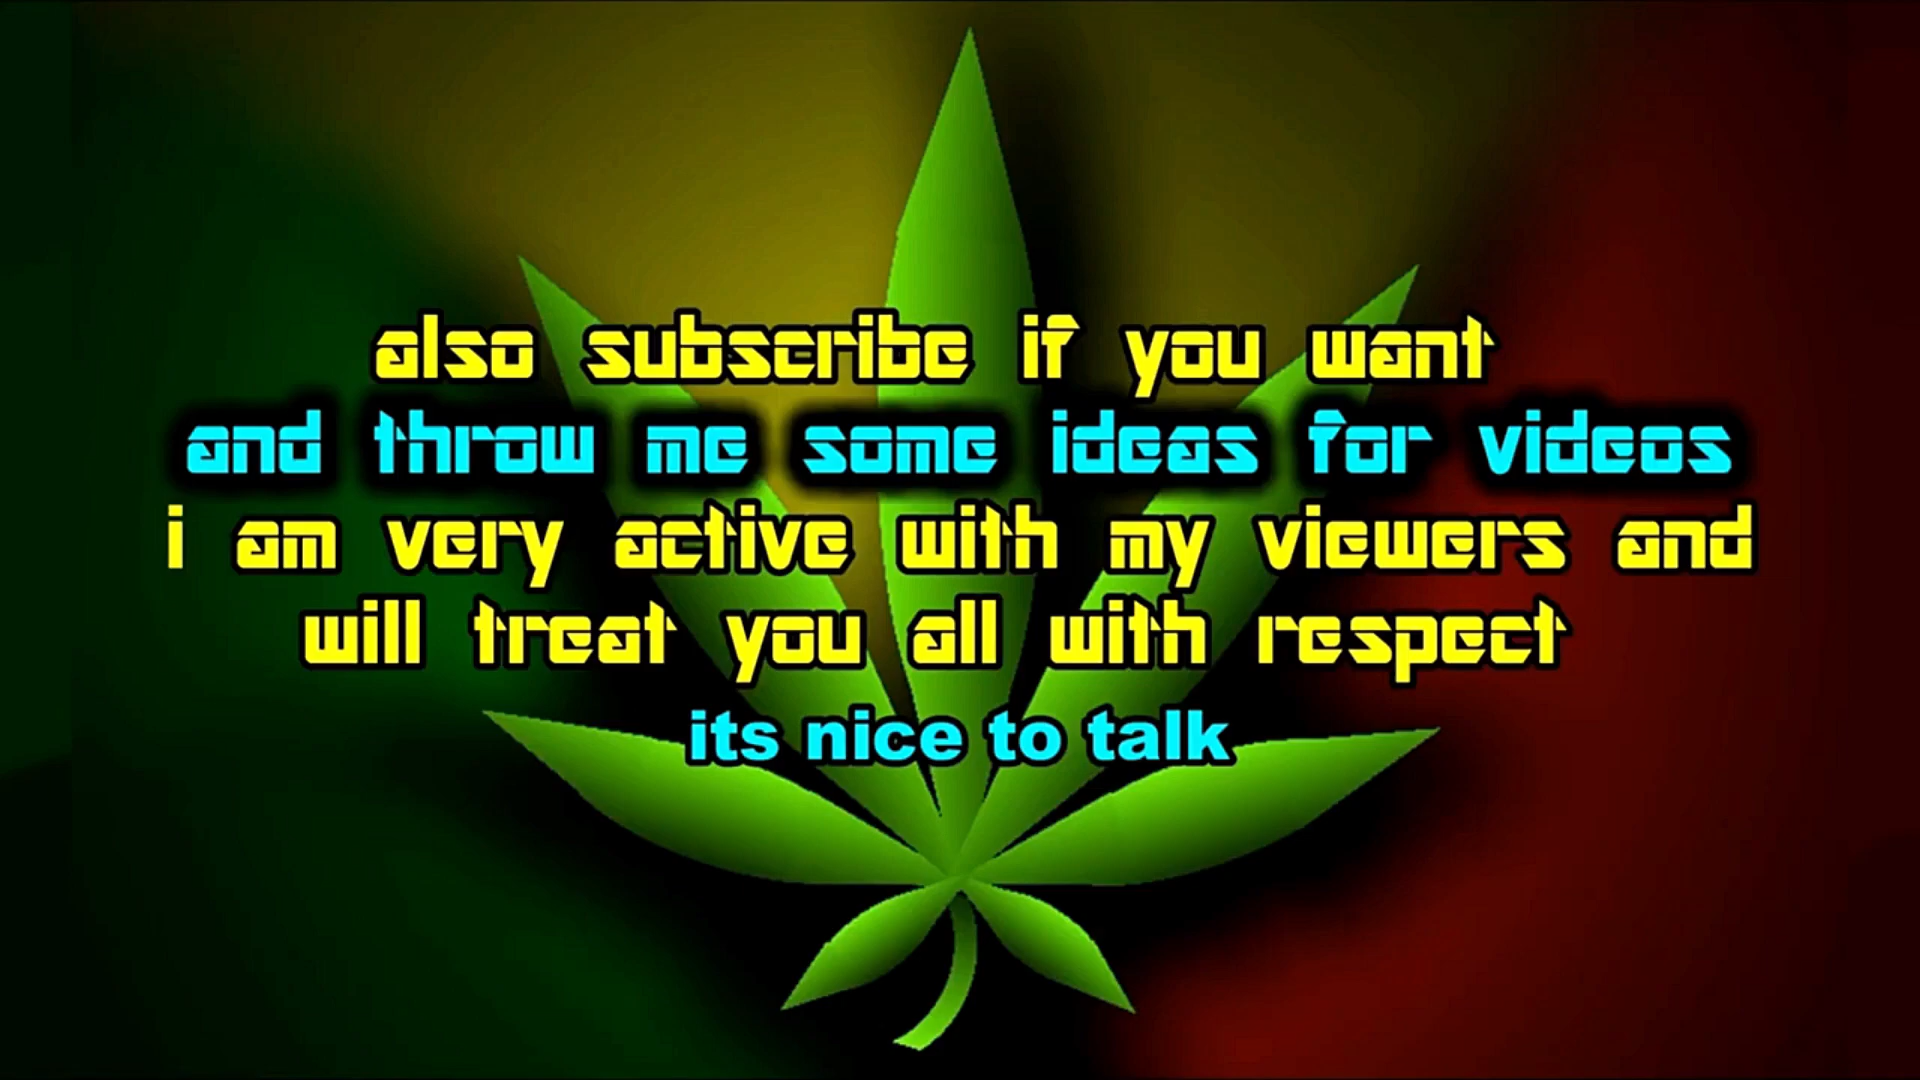 also subscribe if you want
and throw me some ideas for videos
i am very active with my viewers and
will treat you all with respect
its nice to talk